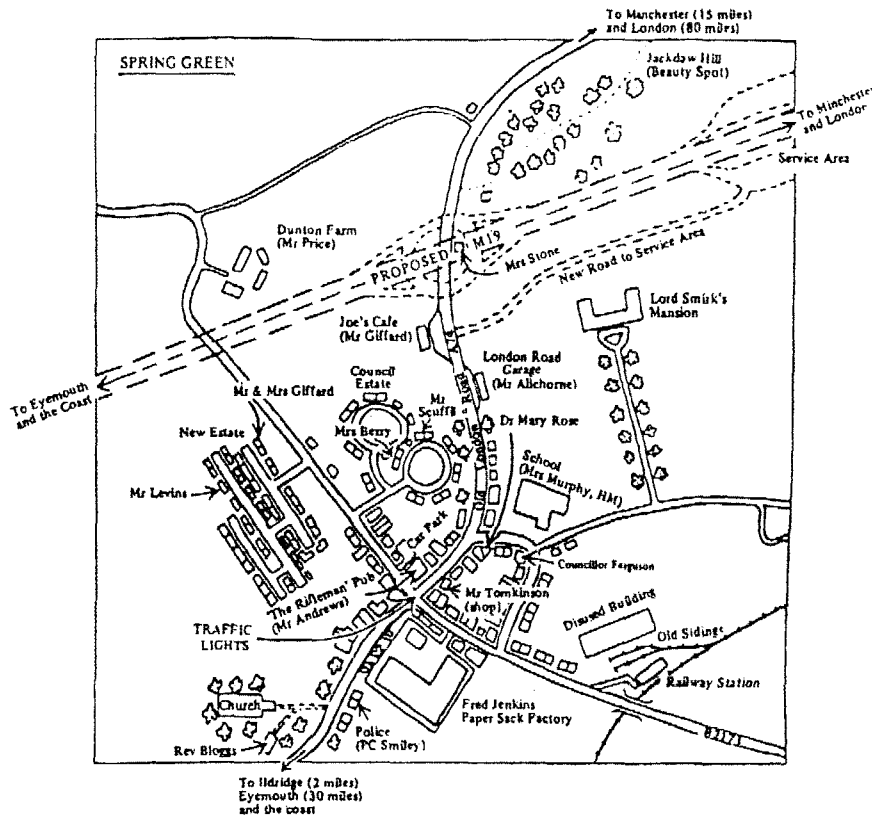 To Manchester (15 miles)
and London (80 miles)
SPRING GREEN
Jackdaw Hill
(Beauty Spot)
To Minchester
and London
Service Area
Dunton Farm
(Mr Price)
PROPOSED M19
Mrs Stone
New Road to Service Area
Lord Smirk's
Mansion
Joe's Cafe
(Mr Giffard)
London Road
Garage
(Mr Allchorne)
To Eyemouth
and the Coast
Mr & Mrs Giffard
Council
Estate
Mr
Scuffil
Mrs Berry
Old London Road
Dr Mary Rose
New Estate
School
(Mrs Murphy, HM)
Mr Levins
Car Park
Councillor Ferguson
The Rifleman' Pub
(Mr Andrews)
Mr Tomkinson
(shop)
TRAFFIC
LIGHTS
Disused Building
Old Sidings
Railway Station
Church
Fred Jenkins
Paper Sack Factory
Police
(PC Smiley)
Rev Bloggs
B2171
To Ildridge (2 miles)
Eyemouth (30 miles)
and the coast